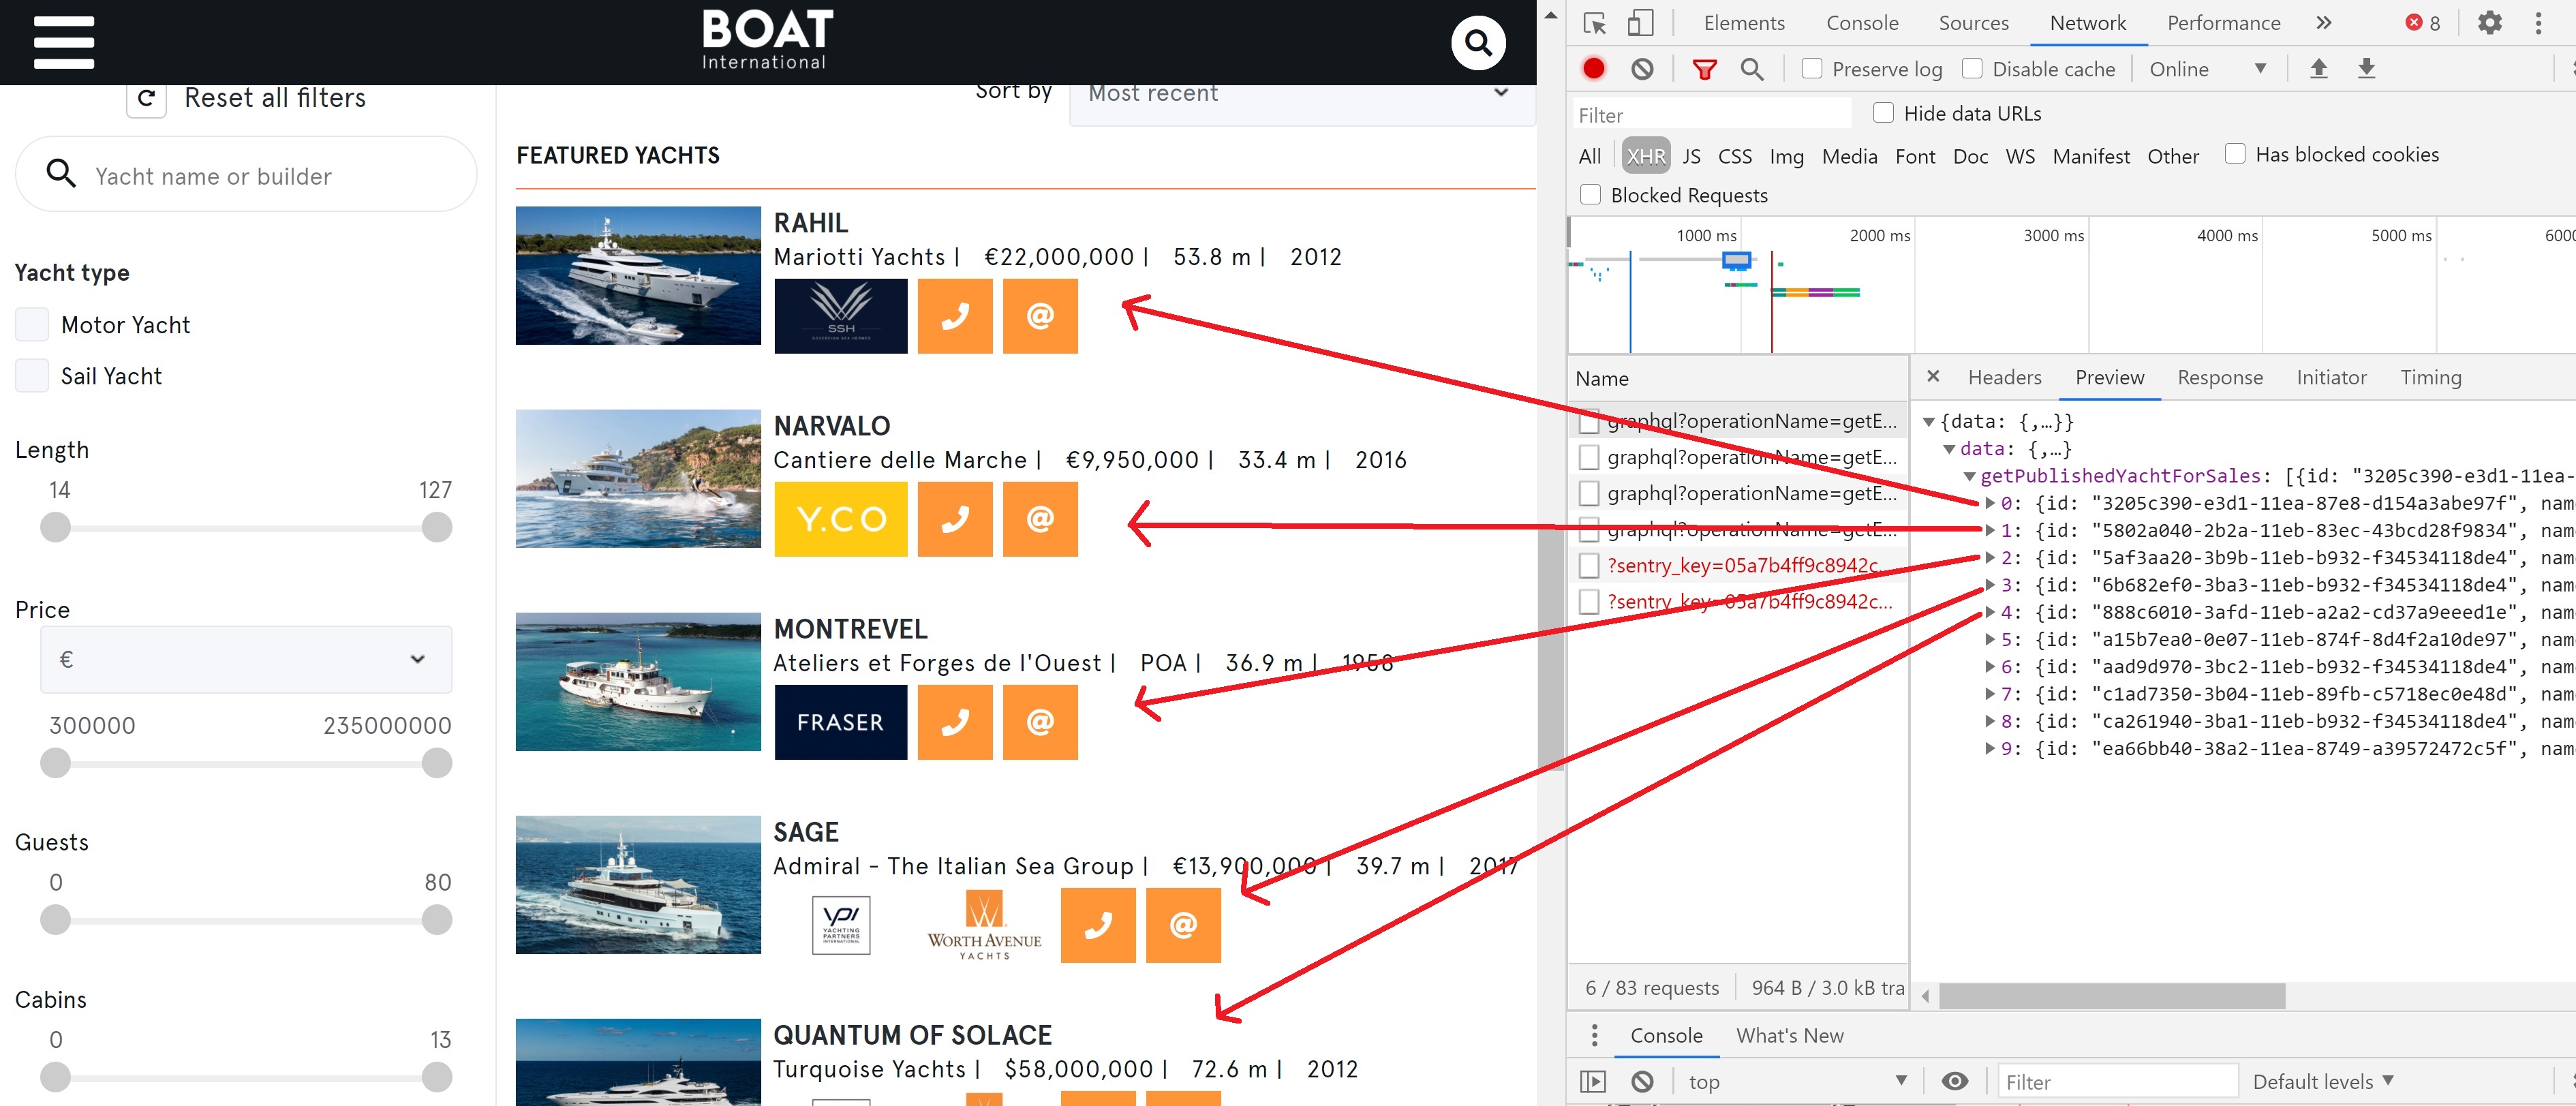 BOAT
International
Reset all filters
Yacht name or builder
Yacht type
Motor Yacht
Sail Yacht
Length
14 127
Price
€
300000 235000000
Guests
0 80
Cabins
0 13
Sort by Most recent
FEATURED YACHTS
RAHIL
Mariotti Yachts | €22,000,000 | 53.8 m | 2012
SSH
@
NARVALO
Cantiere delle Marche | €9,950,000 | 33.4 m | 2016
Y.CO @
MONTREVEL
Ateliers et Forges de l'Ouest | POA | 36.9 m | 1958
FRASER @
SAGE
Admiral - The Italian Sea Group | €13,900,000 | 39.7 m | 2017
YPI
YACHTING
PARTNERS
INTERNATIONAL
WORTH AVENUE
YACHTS
@
QUANTUM OF SOLACE
Turquoise Yachts | $58,000,000 | 72.6 m | 2012
Elements Console Sources Network Performance 8
Preserve log Disable cache Online
Filter Hide data URLs
All XHR JS CSS Img Media Font Doc WS Manifest Other Has blocked cookies
Blocked Requests
1000 ms 2000 ms 3000 ms 4000 ms 5000 ms
Name
graphql?operationName=getE...
graphql?operationName=getE...
graphql?operationName=getE...
graphql?operationName=getE...
?sentry_key=05a7b4ff9c8942c...
?sentry_key=05a7b4ff9c8942c...
6 / 83 requests 964 B / 3.0 kB tra
Headers Preview Response Initiator Timing
{data: {,…}}
data: {,…}
getPublishedYachtForSales: [{id: "3205c390-e3d1-11ea-
0: {id: "3205c390-e3d1-11ea-87e8-d154a3abe97f", nam
1: {id: "5802a040-2b2a-11eb-83ec-43bcd28f9834", nam
2: {id: "5af3aa20-3b9b-11eb-b932-f34534118de4", nam
3: {id: "6b682ef0-3ba3-11eb-b932-f34534118de4", nam
4: {id: "888c6010-3afd-11eb-a2a2-cd37a9eeed1e", nam
5: {id: "a15b7ea0-0e07-11eb-874f-8d4f2a10de97", nam
6: {id: "aad9d970-3bc2-11eb-b932-f34534118de4", nam
7: {id: "c1ad7350-3b04-11eb-89fb-c5718ec0e48d", nam
8: {id: "ca261940-3ba1-11eb-b932-f34534118de4", nam
9: {id: "ea66bb40-38a2-11ea-8749-a39572472c5f", nam
Console What's New
top Filter Default levels